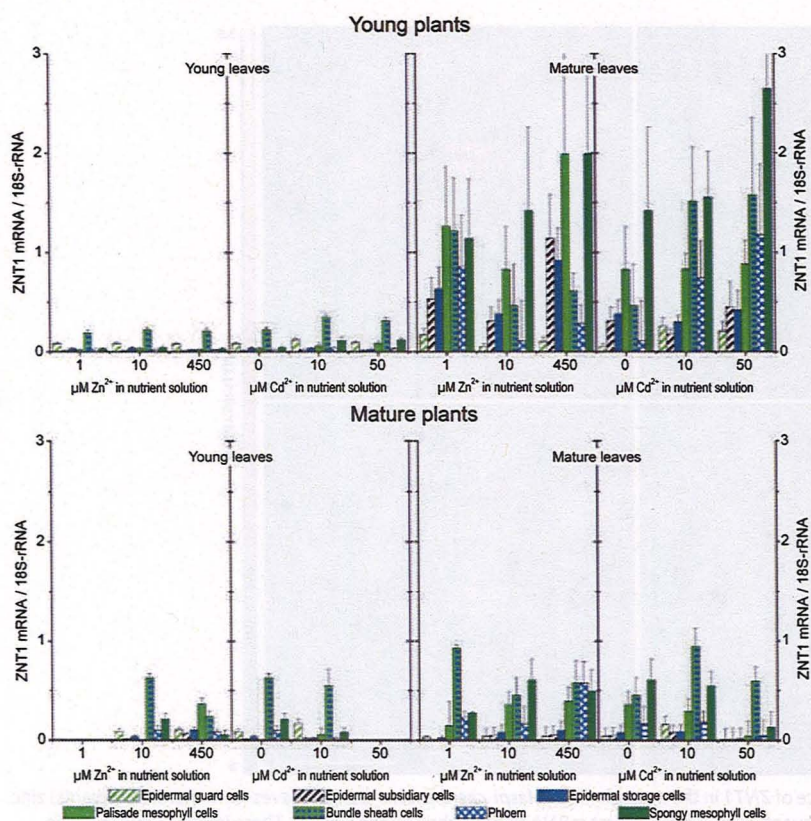 Young plants
Young leaves
Mature leaves
ZNT1 mRNA / 18S-rRNA
3
2
1
0
3
2
1
0
ZNT1 mRNA / 18S-rRNA
1 10 450 0 10 50 1 10 450 0 10 50
µM Zn²⁺ in nutrient solution µM Cd²⁺ in nutrient solution µM Zn²⁺ in nutrient solution µM Cd²⁺ in nutrient solution
Mature plants
Young leaves
Mature leaves
ZNT1 mRNA / 18S-rRNA
3
2
1
0
3
2
1
0
ZNT1 mRNA / 18S-rRNA
1 10 450 0 10 50 1 10 450 0 10 50
µM Zn²⁺ in nutrient solution µM Cd²⁺ in nutrient solution µM Zn²⁺ in nutrient solution µM Cd²⁺ in nutrient solution
Epidermal guard cells Epidermal subsidiary cells Epidermal storage cells
Palisade mesophyll cells Bundle sheath cells Phloem Spongy mesophyll cells